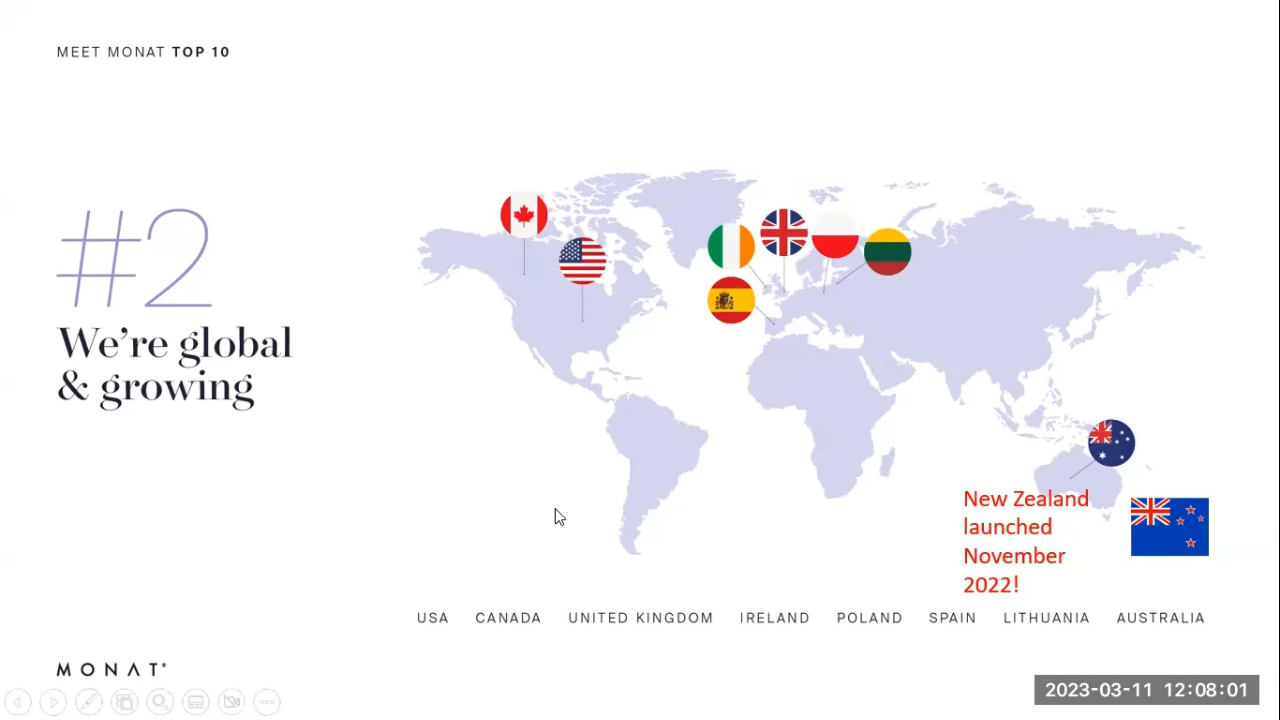 MEET MONAT TOP 10
#2
We're global
& growing
New Zealand
launched
November
2022!
USA CANADA UNITED KINGDOM IRELAND POLAND SPAIN LITHUANIA AUSTRALIA
MONAT®
2023-03-11 12:08:01